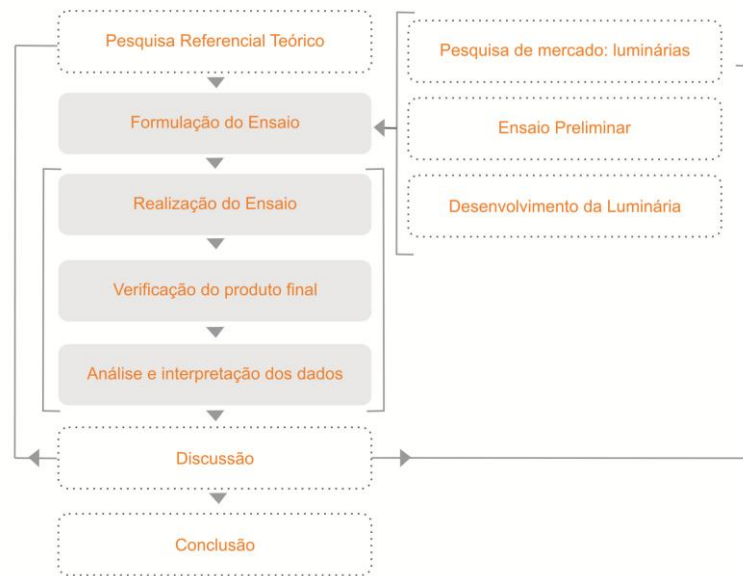 Pesquisa Referencial Teórico
Formulação do Ensaio
Realização do Ensaio
Verificação do produto final
Análise e interpretação dos dados
Discussão
Conclusão
Pesquisa de mercado: luminárias
Ensaio Preliminar
Desenvolvimento da Luminária